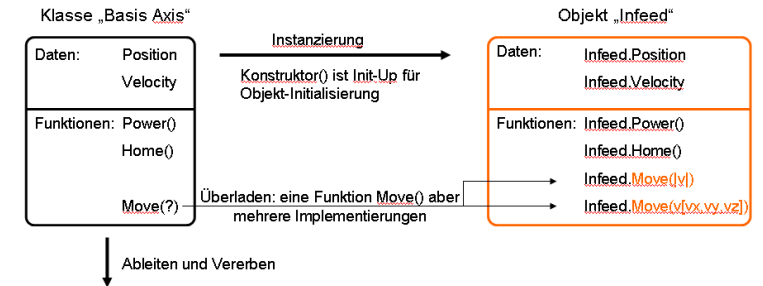 Klasse „Basis Axis“
Objekt „Infeed“
Instanzierung
Konstruktor() ist Init-Up für
Objekt-Initialisierung
Daten: Position
Velocity
Daten: Infeed.Position
Infeed.Velocity
Funktionen: Power()
Home()
Move(?)
Überladen: eine Funktion Move() aber
mehrere Implementierungen
Funktionen: Infeed.Power()
Infeed.Home()
Infeed.Move(|v|)
Infeed.Move(v[vx,vy,vz])
Ableiten und Vererben